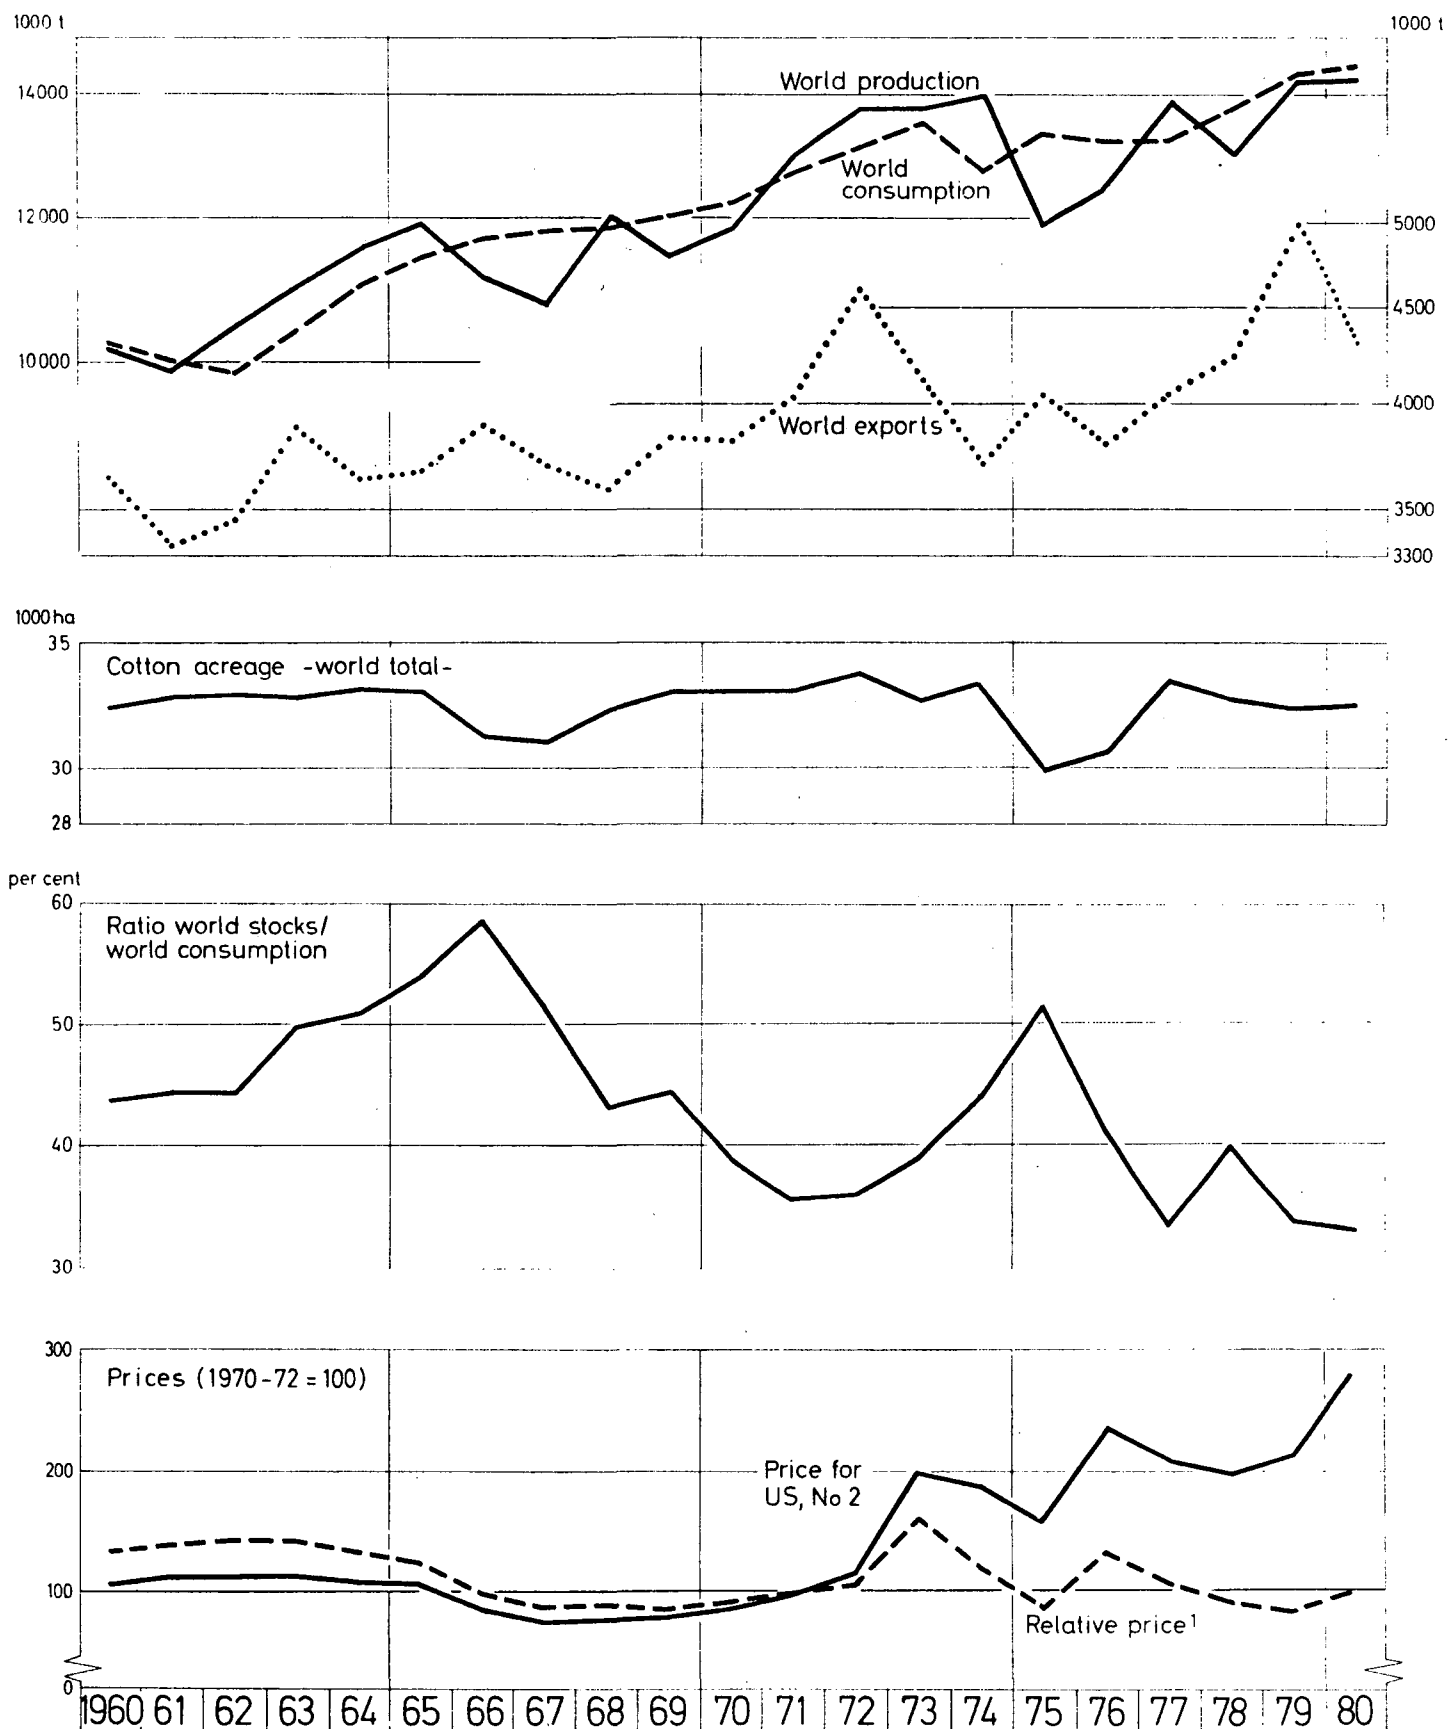 1000 t
1000 t
14000
World production
World
consumption
12000
5000
4500
10000
4000
World exports
3500
3300
1000 ha
35
Cotton acreage -world total-
30
28
per cent
60
Ratio world stocks/
world consumption
50
40
30
300
Prices (1970-72 = 100)
200
Price for
US, No 2
100
Relative price¹
0
1960 61 62 63 64 65 66 67 68 69 70 71 72 73 74 75 76 77 78 79 80